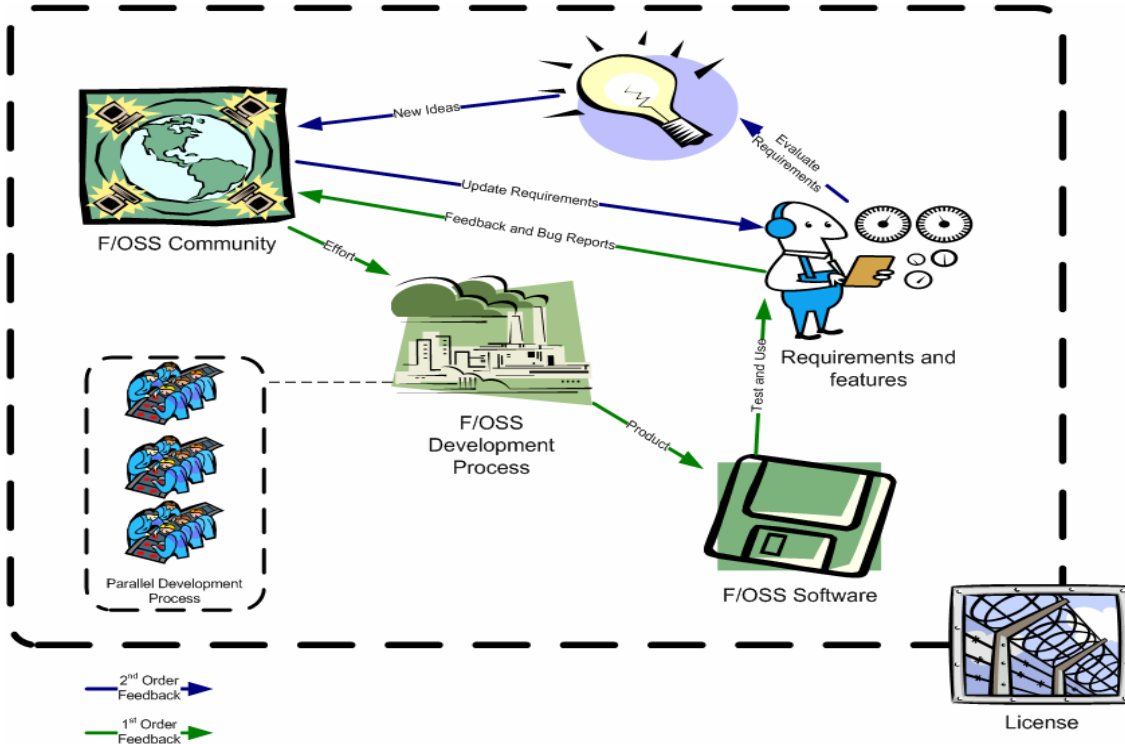 New Ideas
Evaluate
Requirements
Update Requirements
Feedback and Bug Reports
F/OSS Community
Effort
Requirements and
features
Test and Use
F/OSS
Development
Process
Product
Parallel Development
Process
F/OSS Software
2nd Order
Feedback
1st Order
Feedback
License